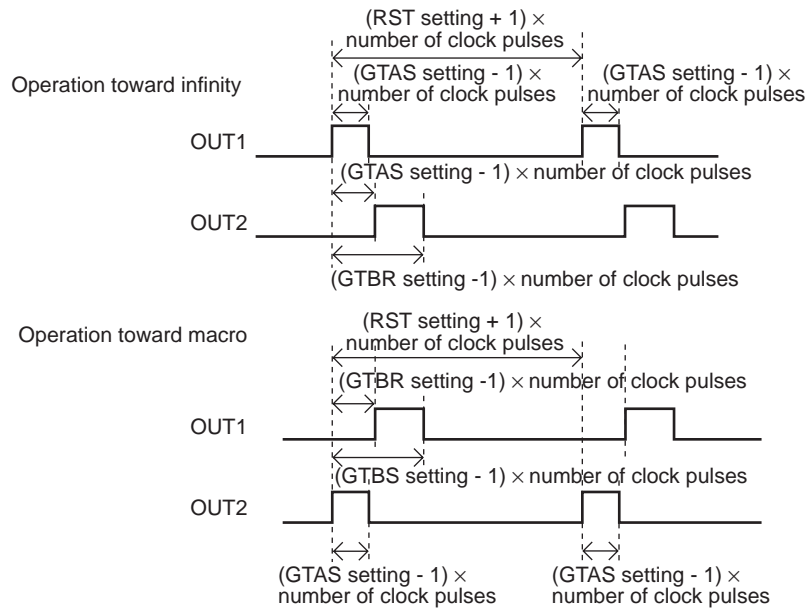 (RST setting + 1) ×
number of clock pulses
Operation toward infinity
(GTAS setting - 1) ×
number of clock pulses
(GTAS setting - 1) ×
number of clock pulses
OUT1
(GTAS setting - 1) × number of clock pulses
OUT2
(GTBR setting -1) × number of clock pulses
Operation toward macro
(RST setting + 1) ×
number of clock pulses
(GTBR setting -1) × number of clock pulses
OUT1
(GTBS setting - 1) × number of clock pulses
OUT2
(GTAS setting - 1) ×
number of clock pulses
(GTAS setting - 1) ×
number of clock pulses